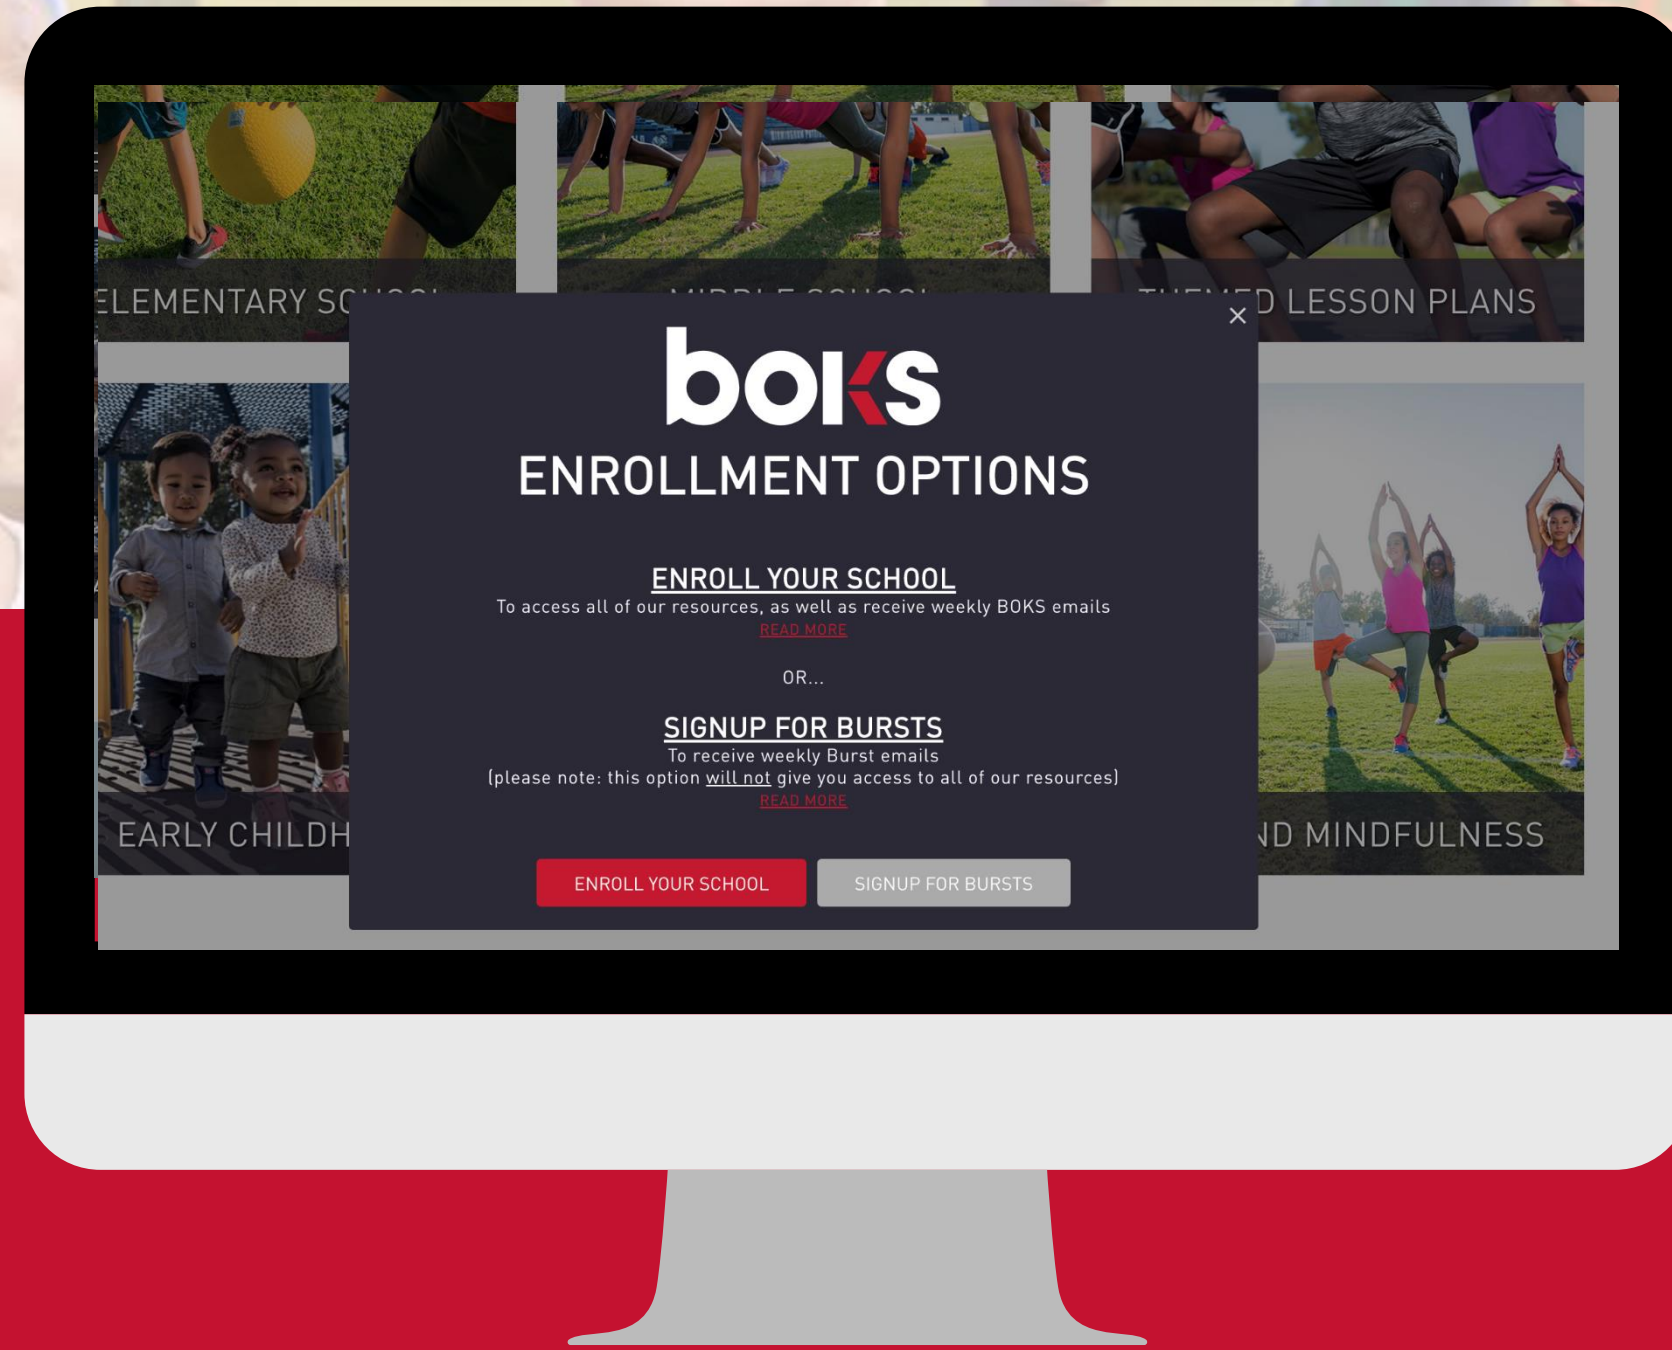 ELEMENTARY
THEMED LESSON PLANS
boks
ENROLLMENT OPTIONS
ENROLL YOUR SCHOOL
To access all of our resources, as well as receive weekly BOKS emails
READ MORE
OR...
SIGNUP FOR BURSTS
To receive weekly Burst emails
(please note: this option will not give you access to all of our resources)
READ MORE
EARLY
MINDFULNESS
ENROLL YOUR SCHOOL
SIGNUP FOR BURSTS